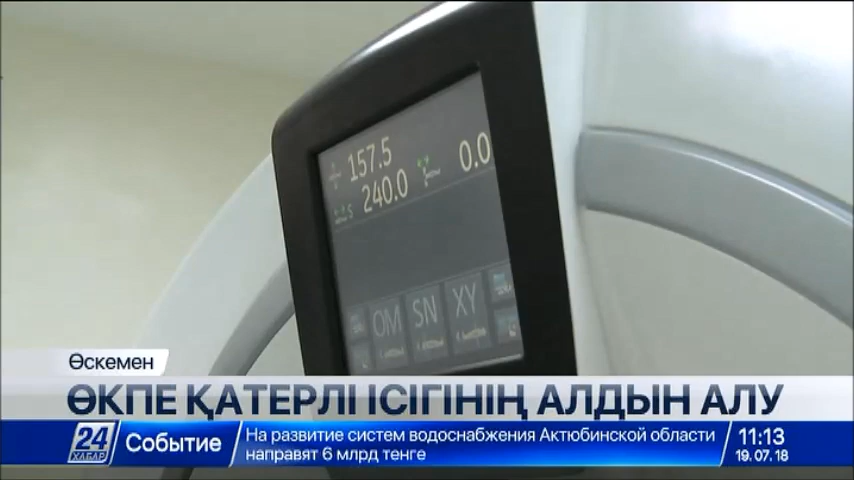 157.5
240.0
0.0
S
OM
SN
XY
Өскемен
ӨКПЕ ҚАТЕРЛІ ІСІГІНІҢ АЛДЫН АЛУ
24
ХАБАР
Событие
На развитие систем водоснабжения Актюбинской области
направят 6 млрд тенге
11:13
19.07.18